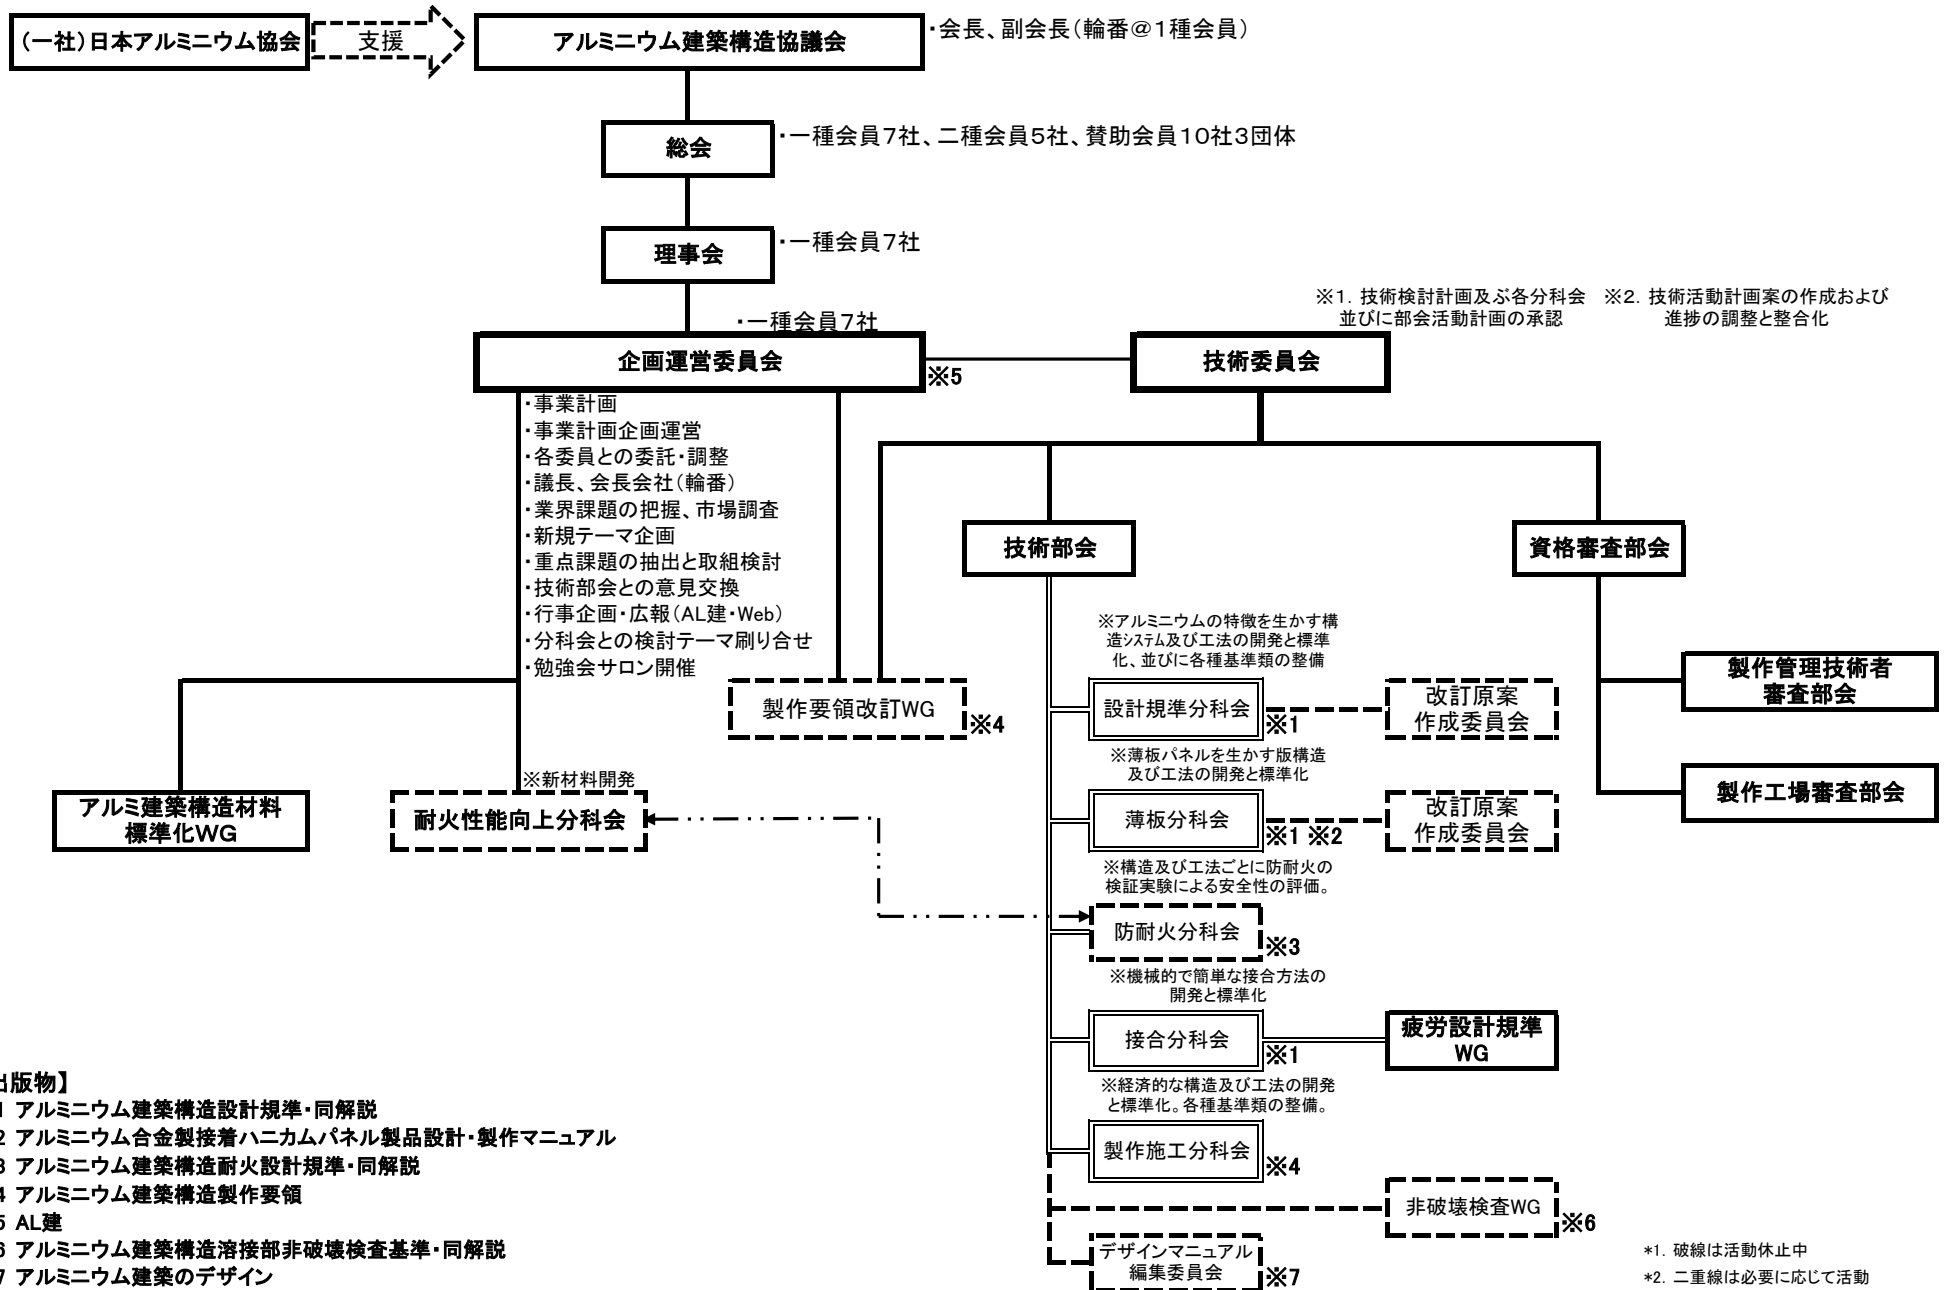 (一社)日本アルミニウム協会
支援
アルミニウム建築構造協議会
・会長、副会長(輪番@1種会員)
総会
・一種会員7社、二種会員5社、賛助会員10社3団体
理事会
・一種会員7社
※1. 技術検討計画及ぶ各分科会
並びに部会活動計画の承認
※2. 技術活動計画案の作成および
進捗の調整と整合化
・一種会員7社
企画運営委員会
※5
技術委員会
・事業計画
・事業計画企画運営
・各委員との委託・調整
・議長、会長会社(輪番)
・業界課題の把握、市場調査
・新規テーマ企画
・重点課題の抽出と取組検討
・技術部会との意見交換
・行事企画・広報(AL建・Web)
・分科会との検討テーマ刷り合せ
・勉強会サロン開催
技術部会
資格審査部会
※アルミニウムの特徴を生かす構
造システム及び工法の開発と標準
化、並びに各種基準類の整備
製作管理技術者
審査部会
製作要領改訂WG
※4
設計規準分科会
※1
改訂原案
作成委員会
※薄板パネルを生かす版構造
及び工法の開発と標準化
製作工場審査部会
※新材料開発
アルミ建築構造材料
標準化WG
耐火性能向上分科会
薄板分科会
※1 ※2
改訂原案
作成委員会
※構造及び工法ごとに防耐火の
検証実験による安全性の評価。
防耐火分科会
※3
※機械的で簡単な接合方法の
開発と標準化
接合分科会
※1
疲労設計規準
WG
※経済的な構造及び工法の開発
と標準化。各種基準類の整備。
製作施工分科会
※4
非破壊検査WG
※6
デザインマニュアル
編集委員会
※7
出版物】
1 アルミニウム建築構造設計規準・同解説
2 アルミニウム合金製接着ハニカムパネル製品設計・製作マニュアル
3 アルミニウム建築構造耐火設計規準・同解説
4 アルミニウム建築構造製作要領
5 AL建
6 アルミニウム建築構造溶接部非破壊検査基準・同解説
7 アルミニウム建築のデザイン
*1. 破線は活動休止中
*2. 二重線は必要に応じて活動